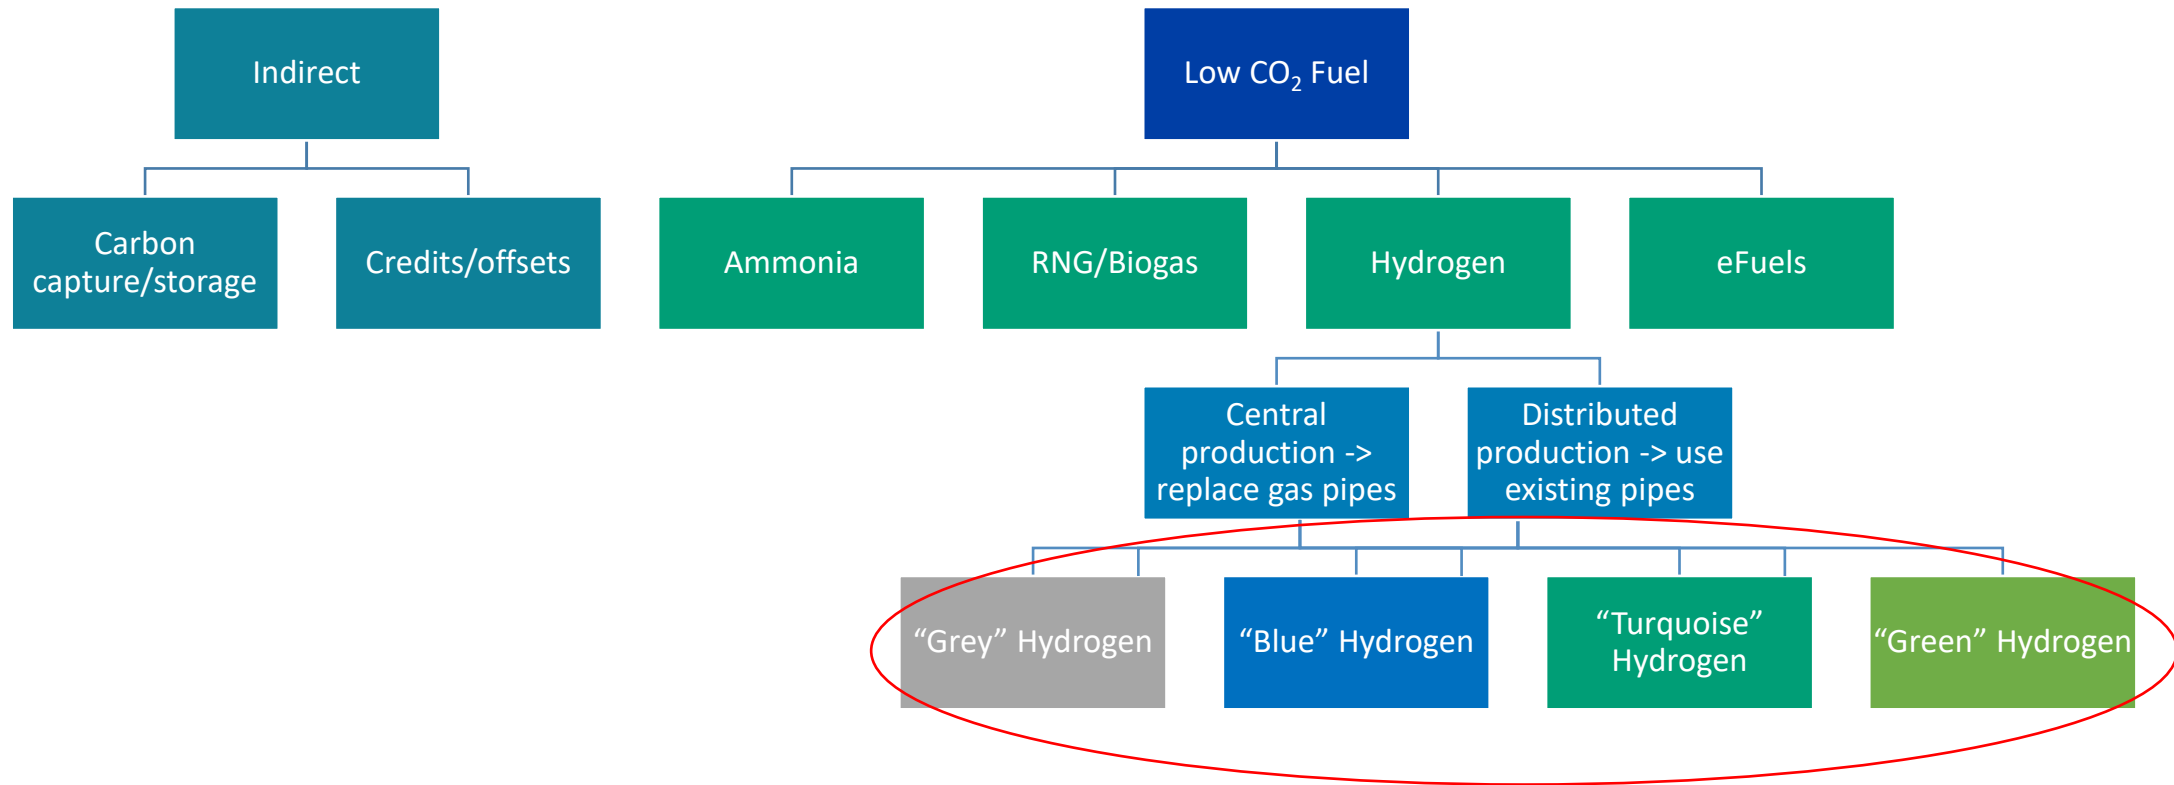 Indirect
Low CO₂ Fuel
Carbon
capture/storage
Credits/offsets
Ammonia
RNG/Biogas
Hydrogen
eFuels
Central
production ->
replace gas pipes
Distributed
production -> use
existing pipes
“Grey” Hydrogen
“Blue” Hydrogen
“Turquoise”
Hydrogen
“Green” Hydrogen